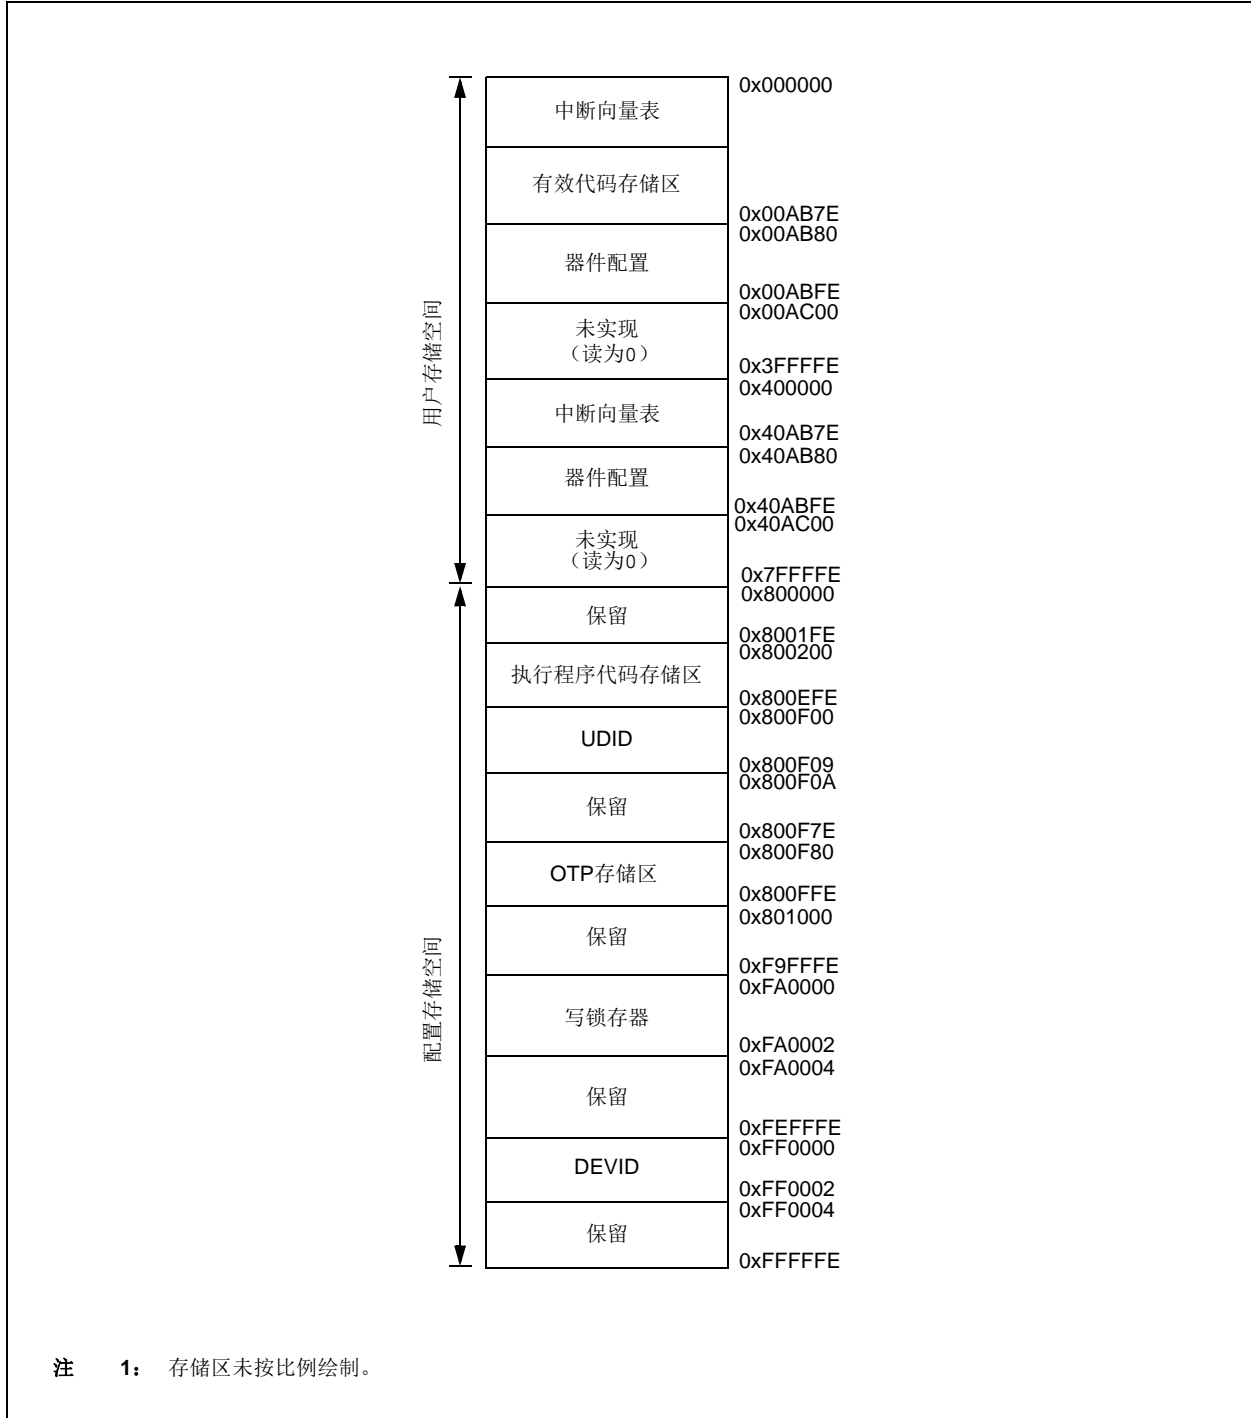 0x000000
中断向量表
有效代码存储区
0x00AB7E
0x00AB80
器件配置
0x00ABFE
0x00AC00
未实现
（读为0）
0x3FFFFE
0x400000
中断向量表
0x40AB7E
0x40AB80
器件配置
0x40ABFE
0x40AC00
未实现
（读为0）
0x7FFFFE
用户存储空间
0x800000
保留
0x8001FE
0x800200
执行程序代码存储区
0x800EFE
0x800F00
UDID
0x800F09
0x800F0A
保留
0x800F7E
0x800F80
OTP存储区
0x800FFE
0x801000
保留
0xF9FFFE
0xFA0000
写锁存器
0xFA0002
0xFA0004
保留
0xFEFFFE
0xFF0000
DEVID
0xFF0002
0xFF0004
保留
0xFFFFFE
配置存储空间
注 1： 存储区未按比例绘制。